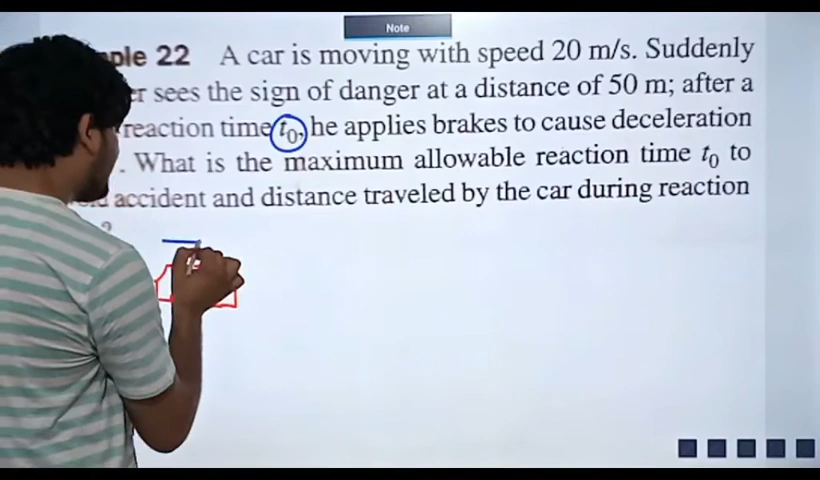 Note
ple 22 A car is moving with speed 20 m/s. Suddenly
er sees the sign of danger at a distance of 50 m; after a
reaction time t₀, he applies brakes to cause deceleration
. What is the maximum allowable reaction time t₀ to
accident and distance traveled by the car during reaction
?